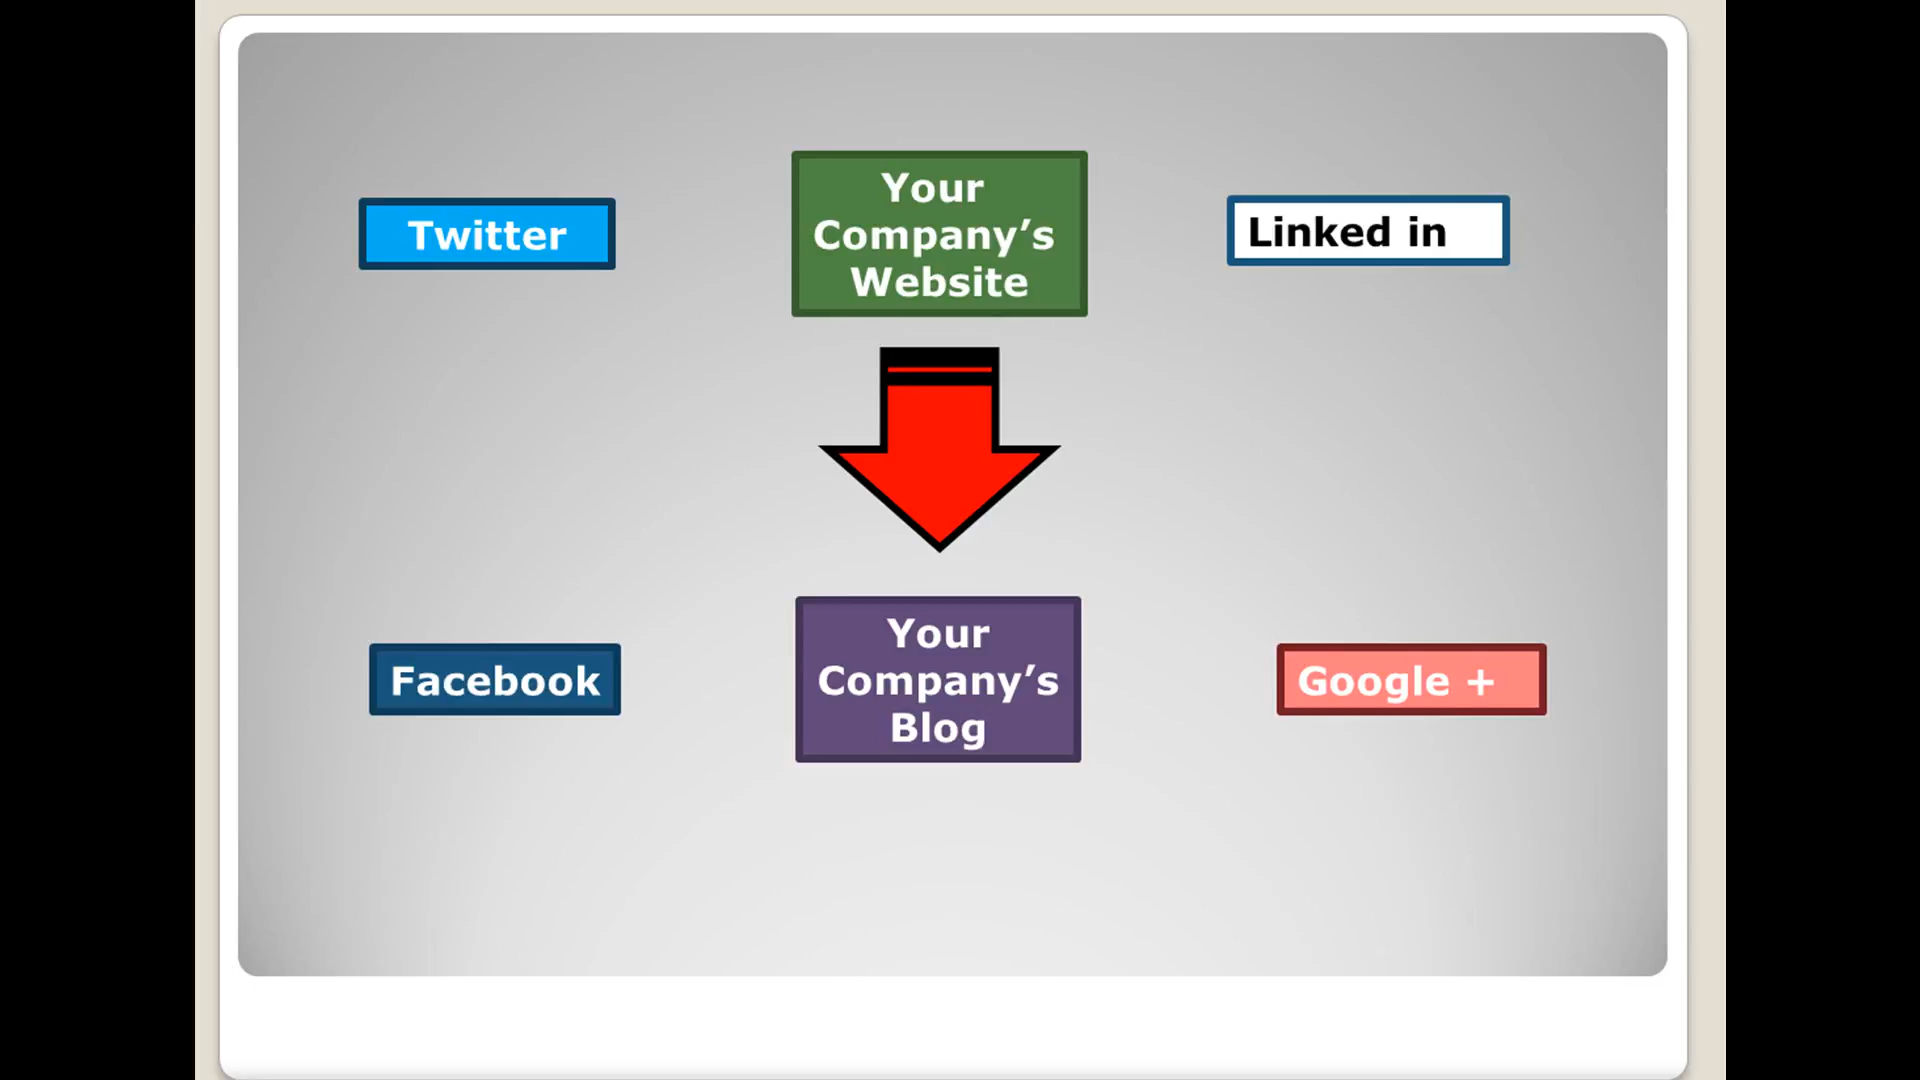 Twitter
Your
Company’s
Website
Linked in
Facebook
Your
Company’s
Blog
Google +